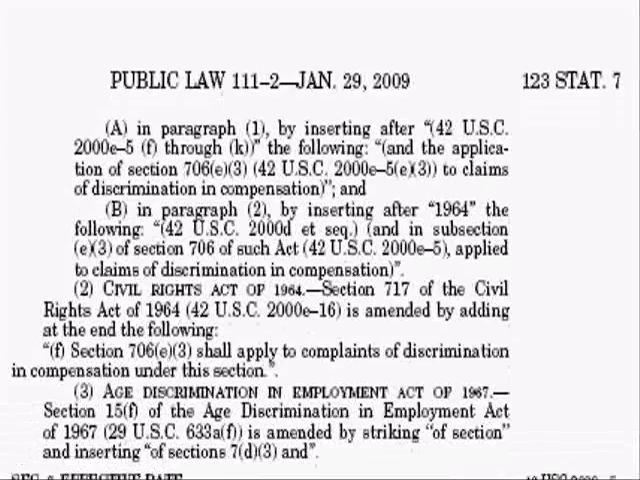 PUBLIC LAW 111–2—JAN. 29, 2009 123 STAT. 7
(A) in paragraph (1), by inserting after “(42 U.S.C.
2000e–5 (f) through (k))” the following: “(and the applica-
tion of section 706(e)(3) (42 U.S.C. 2000e–5(e)(3)) to claims
of discrimination in compensation)”; and
(B) in paragraph (2), by inserting after “1964” the
following: “(42 U.S.C. 2000d et seq.) (and in subsection
(e)(3) of section 706 of such Act (42 U.S.C. 2000e–5), applied
to claims of discrimination in compensation)”.
(2) CIVIL RIGHTS ACT OF 1964.—Section 717 of the Civil
Rights Act of 1964 (42 U.S.C. 2000e–16) is amended by adding
at the end the following:
“(f) Section 706(e)(3) shall apply to complaints of discrimination
in compensation under this section.”.
(3) AGE DISCRIMINATION IN EMPLOYMENT ACT OF 1967.—
Section 15(f) of the Age Discrimination in Employment Act
of 1967 (29 U.S.C. 633a(f)) is amended by striking “of section”
and inserting “of sections 7(d)(3) and”.